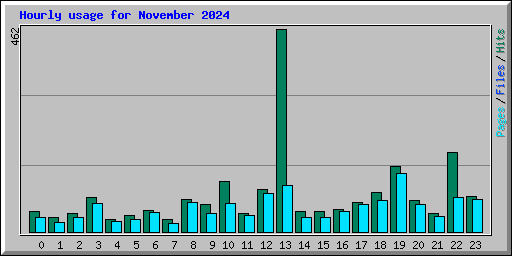 Hourly usage for November 2024
462
Pages/Files/Hits
0 1 2 3 4 5 6 7 8 9 10 11 12 13 14 15 16 17 18 19 20 21 22 23